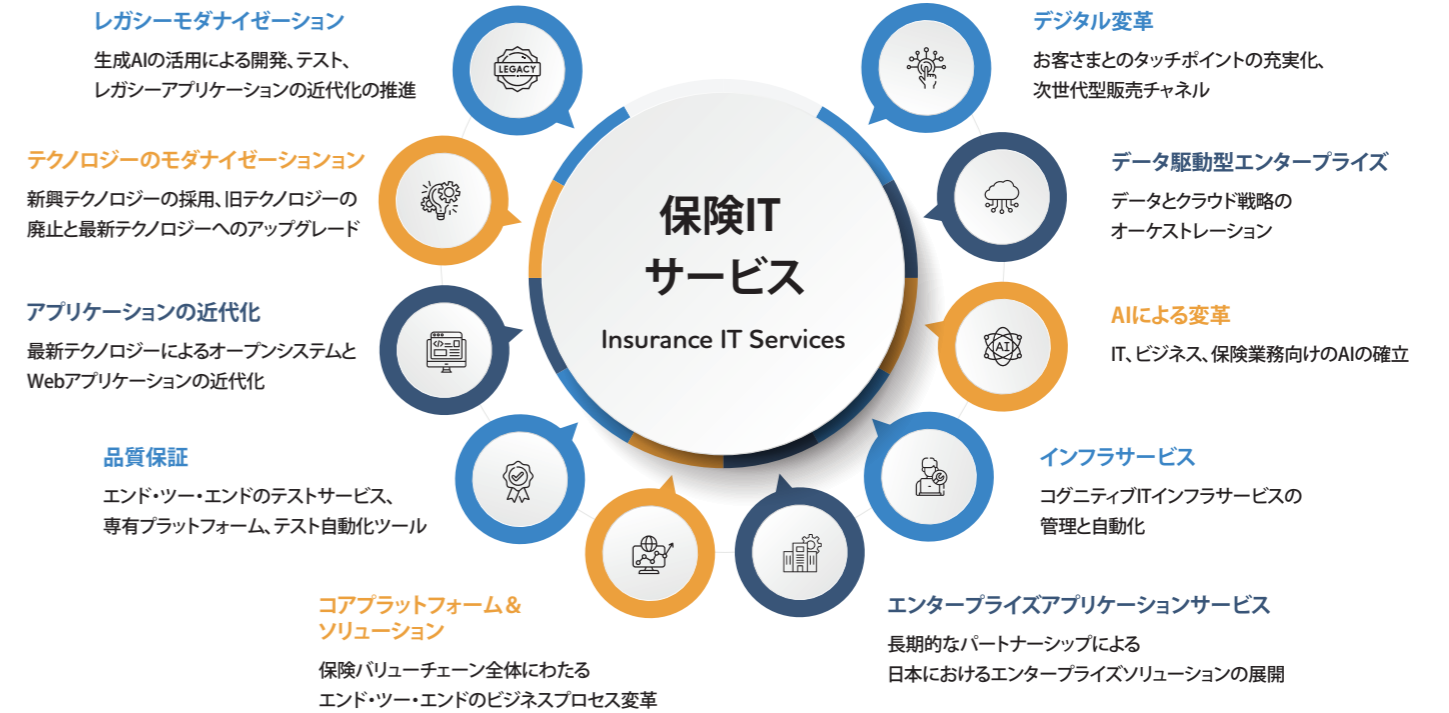 レガシーモダナイゼーション
生成AIの活用による開発、テスト、
レガシーアプリケーションの近代化の推進
LEGACY
テクノロジーのモダナイゼーションョン
新興テクノロジーの採用、旧テクノロジーの
廃止と最新テクノロジーへのアップグレード
アプリケーションの近代化
最新テクノロジーによるオープンシステムと
Webアプリケーションの近代化
品質保証
エンド・ツー・エンドのテストサービス、
専有プラットフォーム、テスト自動化ツール
コアプラットフォーム&
ソリューション
保険バリューチェーン全体にわたる
エンド・ツー・エンドのビジネスプロセス変革
保険IT
サービス
Insurance IT Services
デジタル変革
お客さまとのタッチポイントの充実化、
次世代型販売チャネル
データ駆動型エンタープライズ
データとクラウド戦略の
オーケストレーション
AI
AIによる変革
IT、ビジネス、保険業務向けのAIの確立
インフラサービス
コグニティブITインフラサービスの
管理と自動化
エンタープライズアプリケーションサービス
長期的なパートナーシップによる
日本におけるエンタープライズソリューションの展開